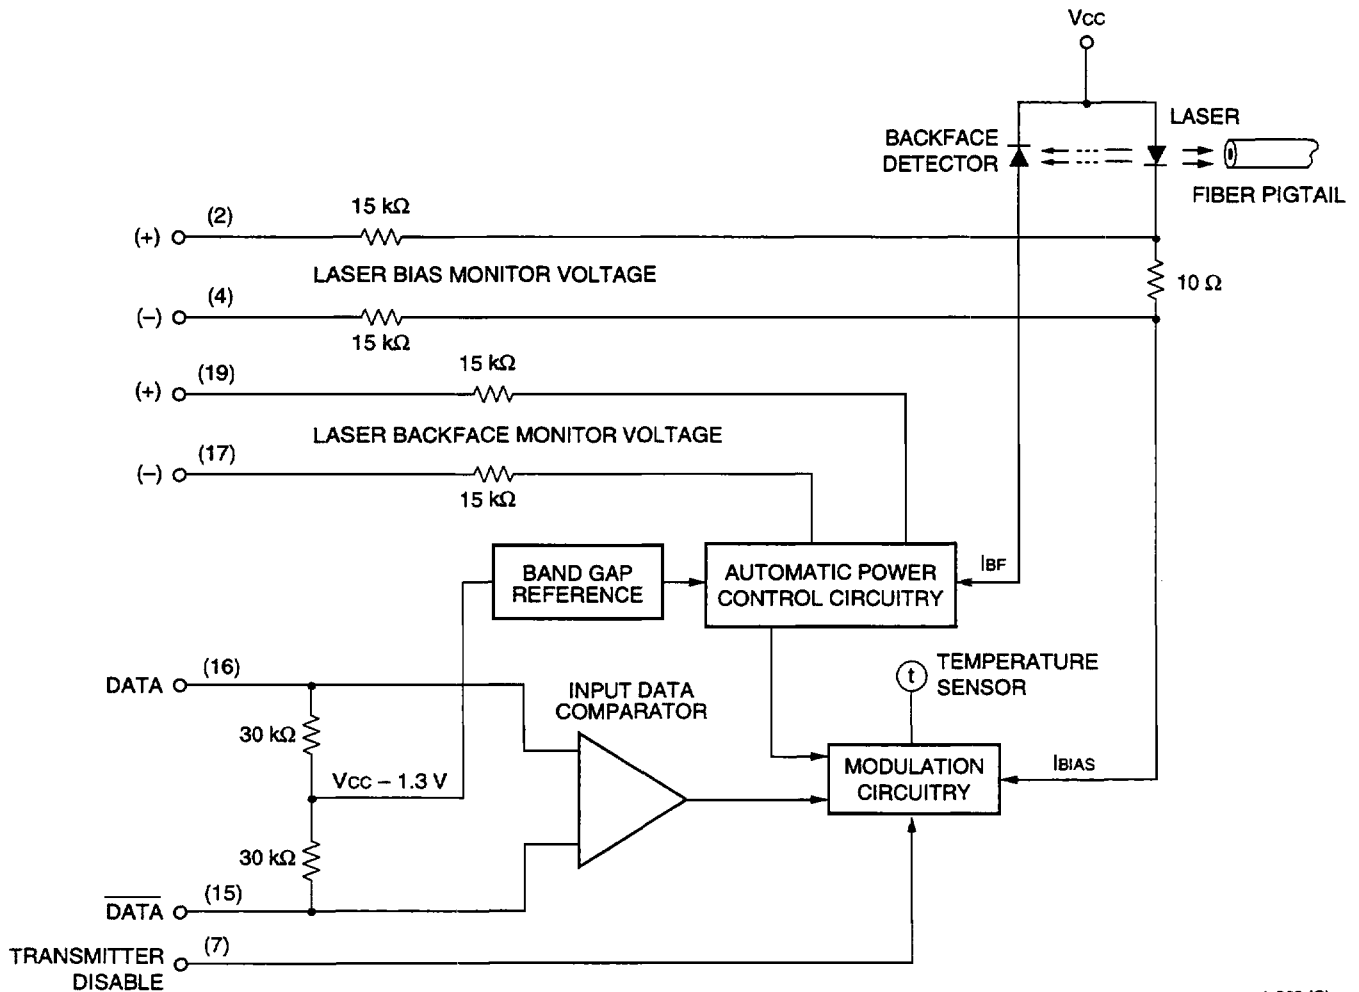 VCC
LASER
BACKFACE
DETECTOR
FIBER PIGTAIL
15 kΩ
(2)
(+)
LASER BIAS MONITOR VOLTAGE
10 Ω
(4)
(–)
15 kΩ
15 kΩ
(19)
(+)
LASER BACKFACE MONITOR VOLTAGE
(17)
(–)
15 kΩ
BAND GAP
REFERENCE
AUTOMATIC POWER
CONTROL CIRCUITRY
IBF
(16)
DATA
INPUT DATA
COMPARATOR
t
TEMPERATURE
SENSOR
30 kΩ
VCC – 1.3 V
MODULATION
CIRCUITRY
IBIAS
30 kΩ
(15)
DATA
(7)
TRANSMITTER
DISABLE